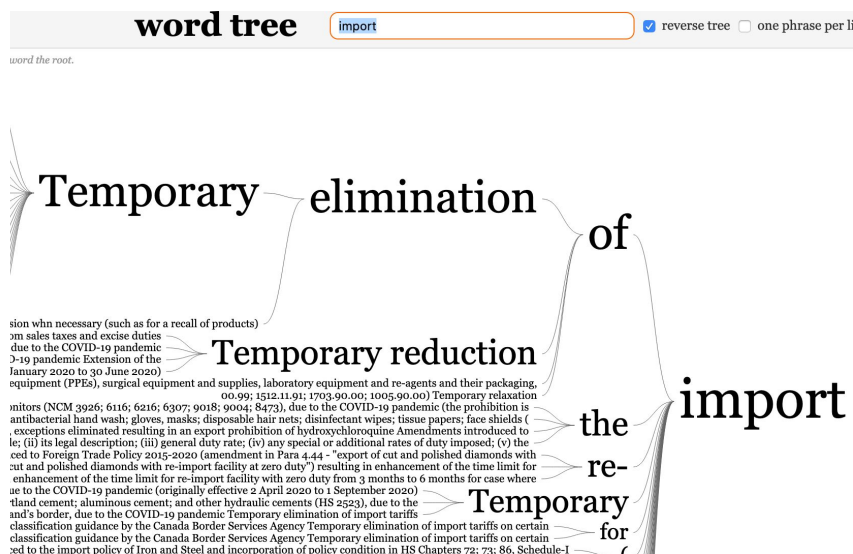 word tree
import
reverse tree
one phrase per li
word the root.
Temporary
elimination
of
import
sion whn necessary (such as for a recall of products)
om sales taxes and excise duties
due to the COVID-19 pandemic
D-19 pandemic Extension of the
January 2020 to 30 June 2020)
Temporary reduction
equipment (PPEs), surgical equipment and supplies, laboratory equipment and re-agents and their packaging,
00.99; 1512.11.91; 1703.90.00; 1005.90.00) Temporary relaxation
onitors (NCM 3926; 6116; 6216; 6307; 9018; 9004; 8473), due to the COVID-19 pandemic (the prohibition is
antibacterial hand wash; gloves, masks; disposable hair nets; disinfectant wipes; tissue papers; face shields (
, exceptions eliminated resulting in an export prohibition of hydroxychloroquine Amendments introduced to
le; (ii) its legal description; (iii) general duty rate; (iv) any special or additional rates of duty imposed; (v) the
the
ced to Foreign Trade Policy 2015-2020 (amendment in Para 4.44 - "export of cut and polished diamonds with
cut and polished diamonds with re-import facility at zero duty") resulting in enhancement of the time limit for
enhancement of the time limit for re-import facility with zero duty from 3 months to 6 months for case where
re-
ue to the COVID-19 pandemic (originally effective 2 April 2020 to 1 September 2020)
rtland cement; aluminous cement; and other hydraulic cements (HS 2523), due to the
and's border, due to the COVID-19 pandemic Temporary elimination of import tariffs
Temporary
classification guidance by the Canada Border Services Agency Temporary elimination of import tariffs on certain
classification guidance by the Canada Border Services Agency Temporary elimination of import tariffs on certain
for
ced to the import policy of Iron and Steel and incorporation of policy condition in HS Chapters 72; 73; 86, Schedule-I
(